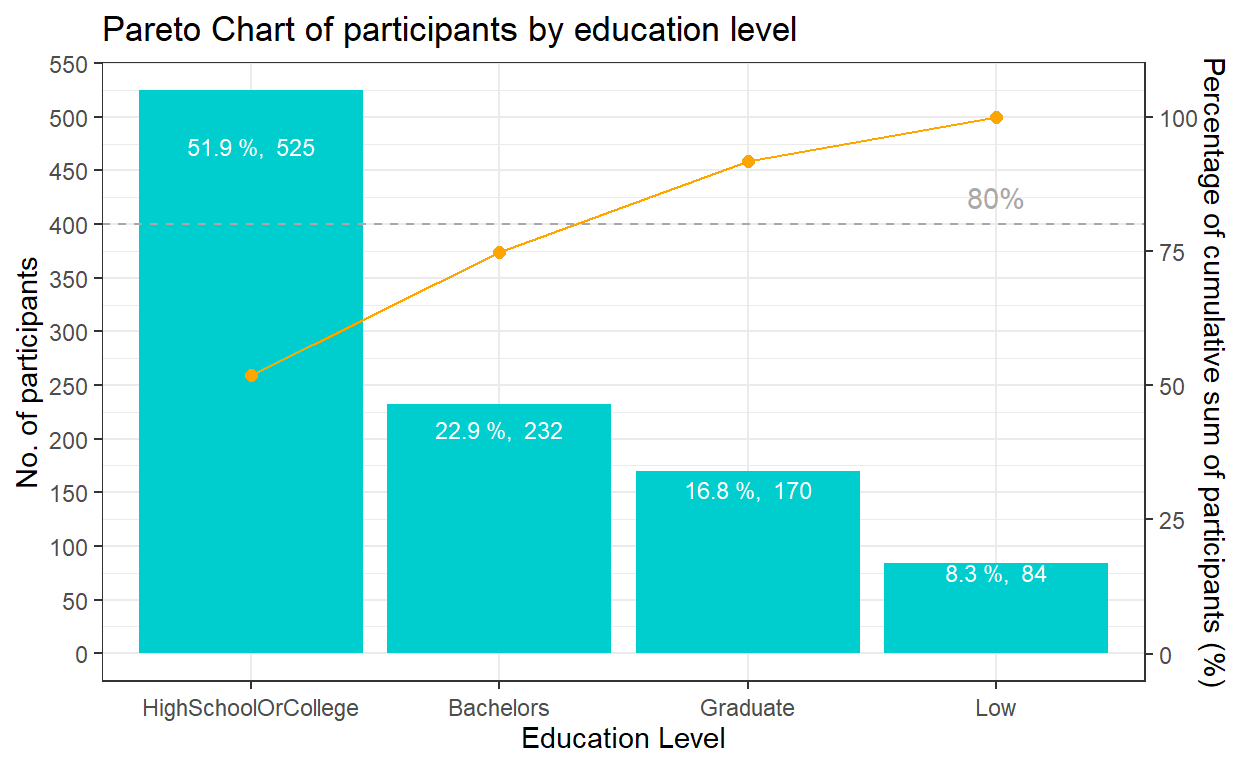 Pareto Chart of participants by education level
550
500
450
400
350
300
250
200
150
100
50
0
No. of participants
51.9 %,  525
22.9 %,  232
16.8 %,  170
8.3 %,  84
80%
100
75
50
25
0
Percentage of cumulative sum of participants (%)
HighSchoolOrCollege
Bachelors
Graduate
Low
Education Level